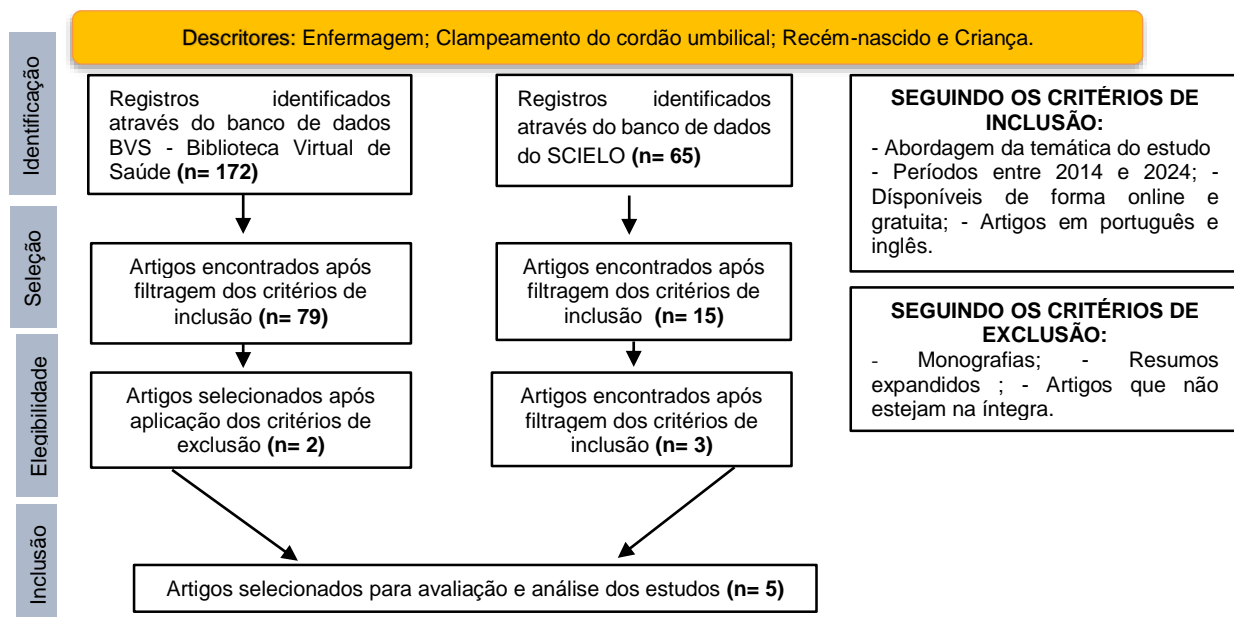 Descritores: Enfermagem; Clampeamento do cordão umbilical; Recém-nascido e Criança.
Identificação
Registros identificados
através do banco de dados
BVS - Biblioteca Virtual de
Saúde (n= 172)
Registros identificados
através do banco de dados
do SCIELO (n= 65)
SEGUINDO OS CRITÉRIOS DE
INCLUSÃO:
- Abordagem da temática do estudo
- Períodos entre 2014 e 2024; -
Dísponíveis de forma online e
gratuita; - Artigos em português e
inglês.
Seleção
Artigos encontrados após
filtragem dos critérios de
inclusão (n= 79)
Artigos encontrados após
filtragem dos critérios de
inclusão (n= 15)
SEGUINDO OS CRITÉRIOS DE
EXCLUSÃO:
- Monografias; - Resumos
expandidos ; - Artigos que não
estejam na íntegra.
Elegibilidade
Artigos selecionados após
aplicação dos critérios de
exclusão (n= 2)
Artigos encontrados após
filtragem dos critérios de
inclusão (n= 3)
Inclusão
Artigos selecionados para avaliação e análise dos estudos (n= 5)